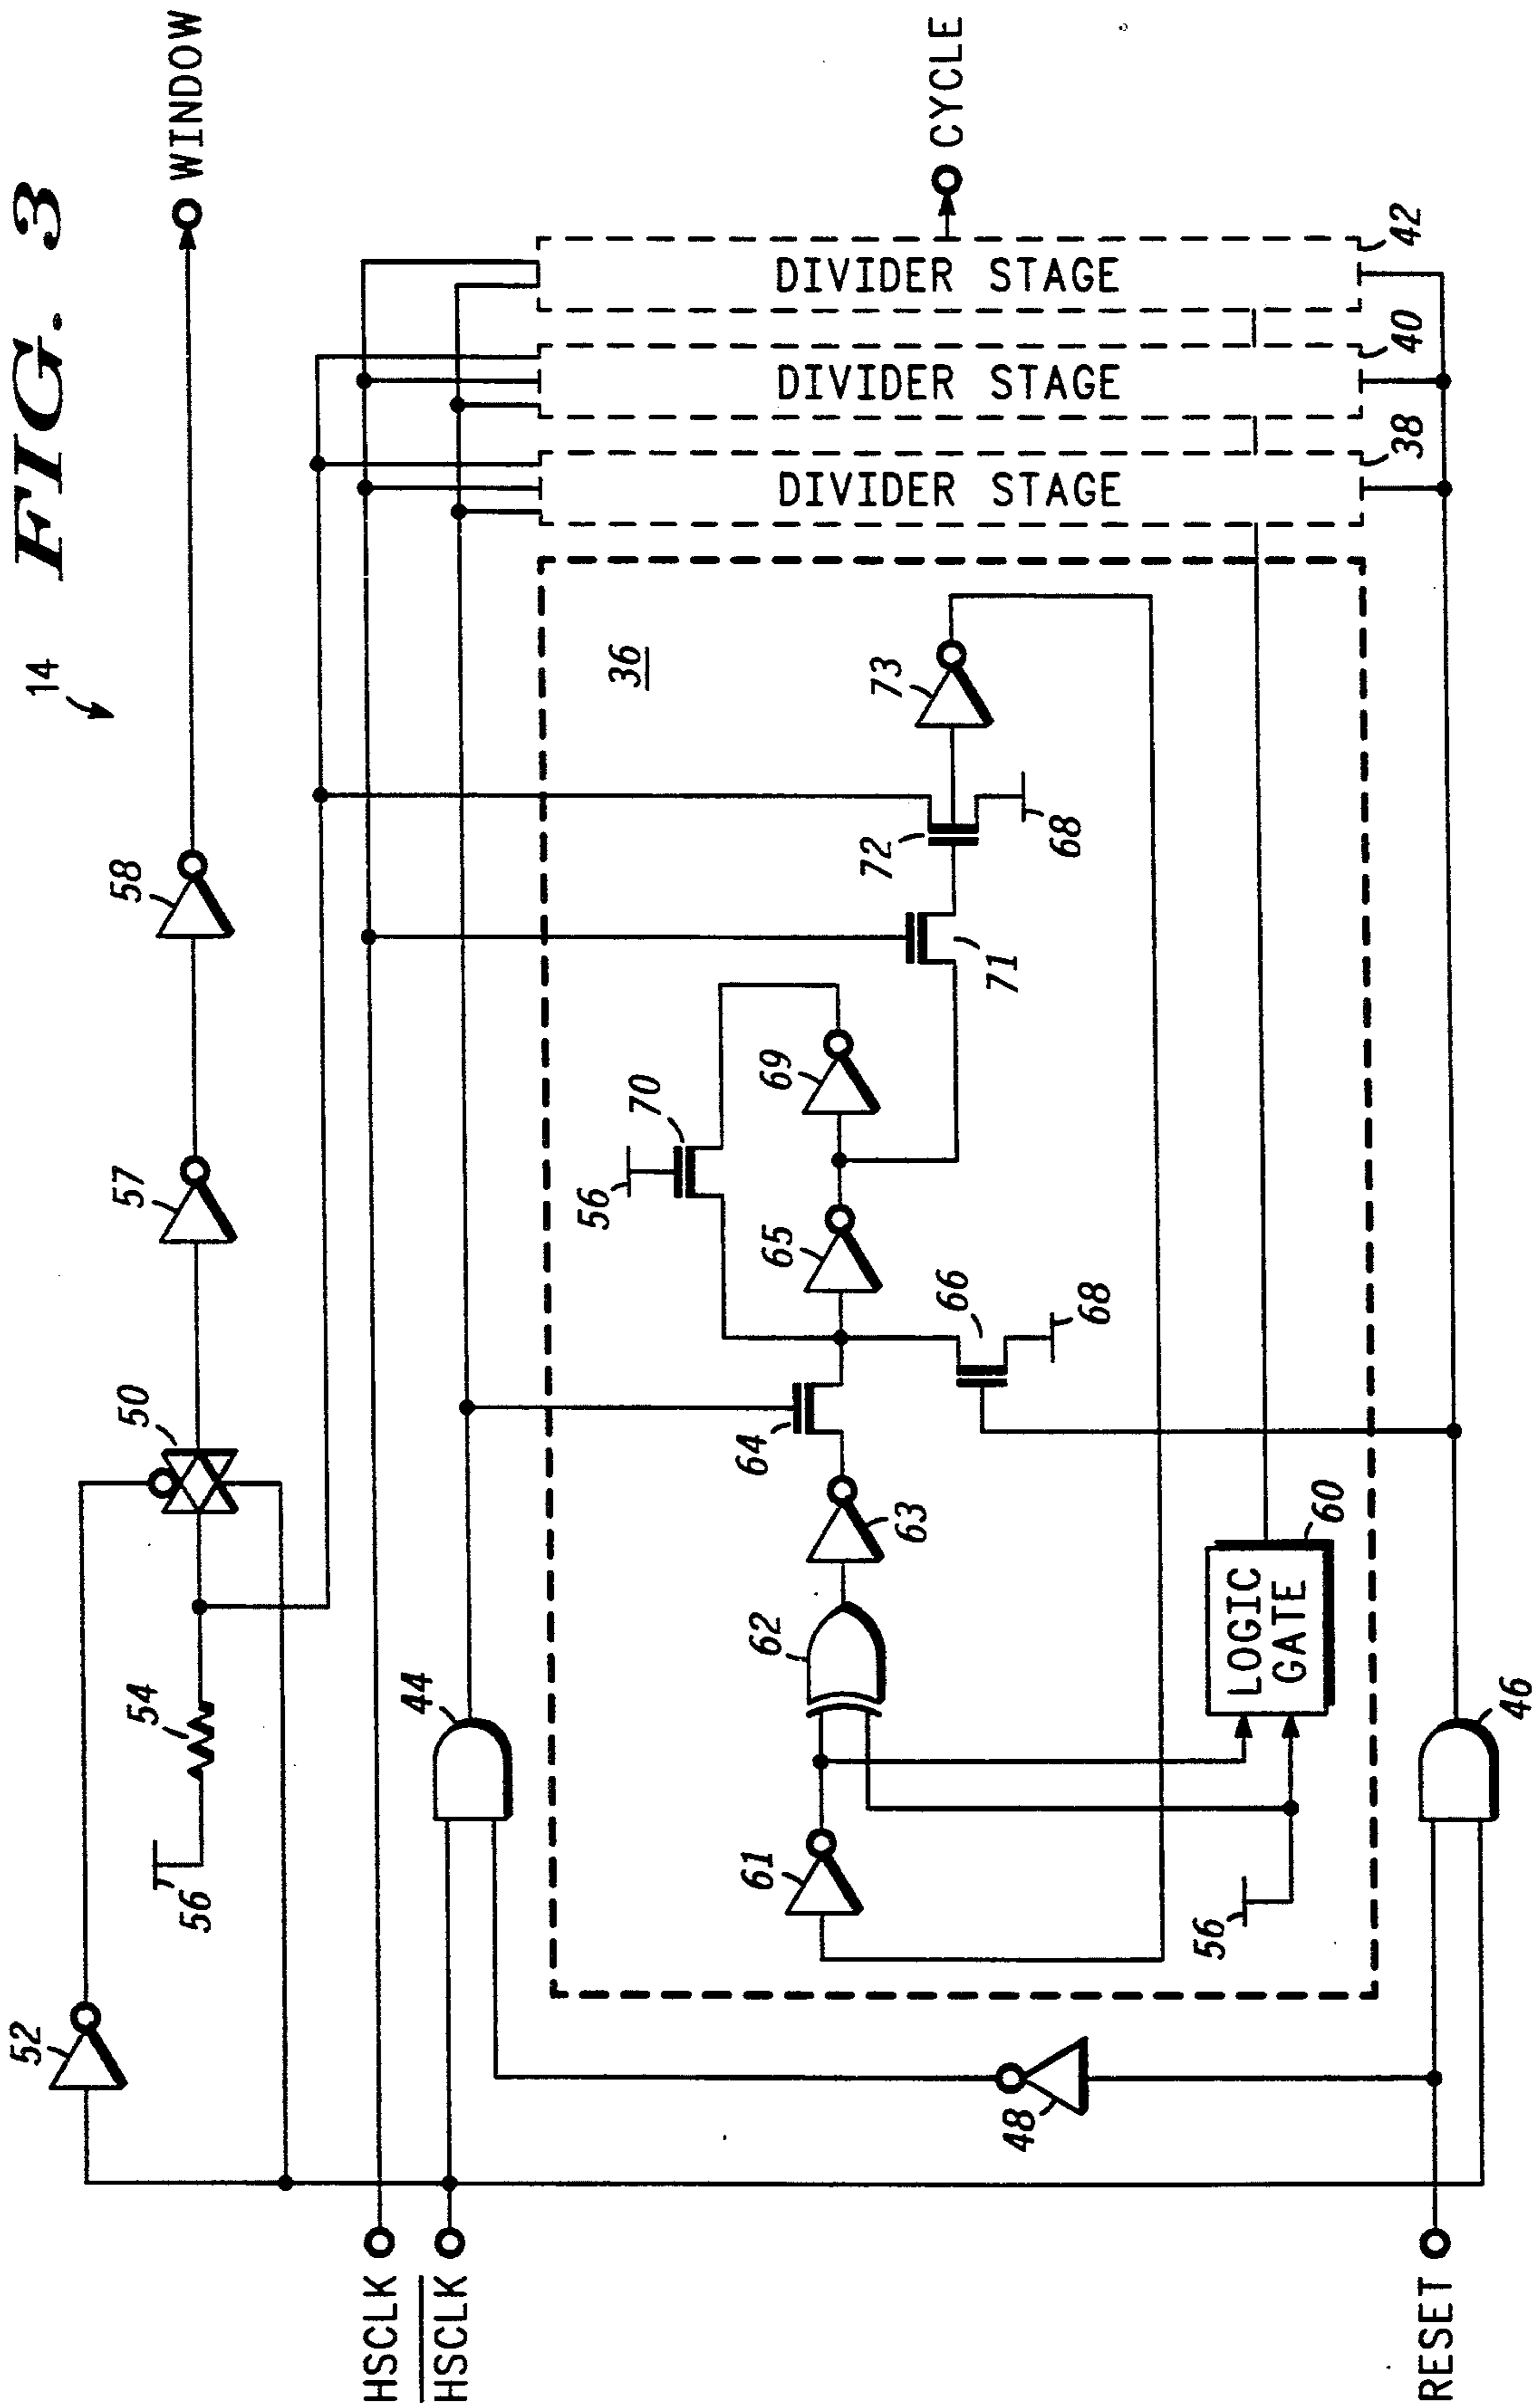 FIG. 3
14
WINDOW
52
56
54
50
57
58
HSCLK
HSCLK
44
36
61
62
63
64
65
56
70
69
71
72
73
66
68
68
56
LOGIC
GATE
60
48
46
RESET
DIVIDER STAGE
38
DIVIDER STAGE
40
DIVIDER STAGE
42
CYCLE